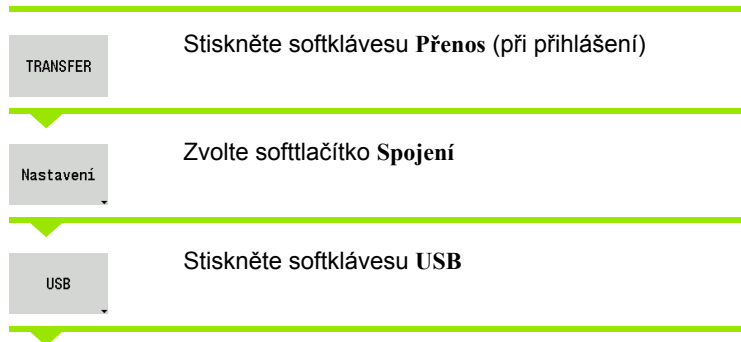 TRANSFER
Stiskněte softklávesu Přenos (při přihlášení)
Nastavení
Zvolte softtlačítko Spojení
USB
Stiskněte softklávesu USB